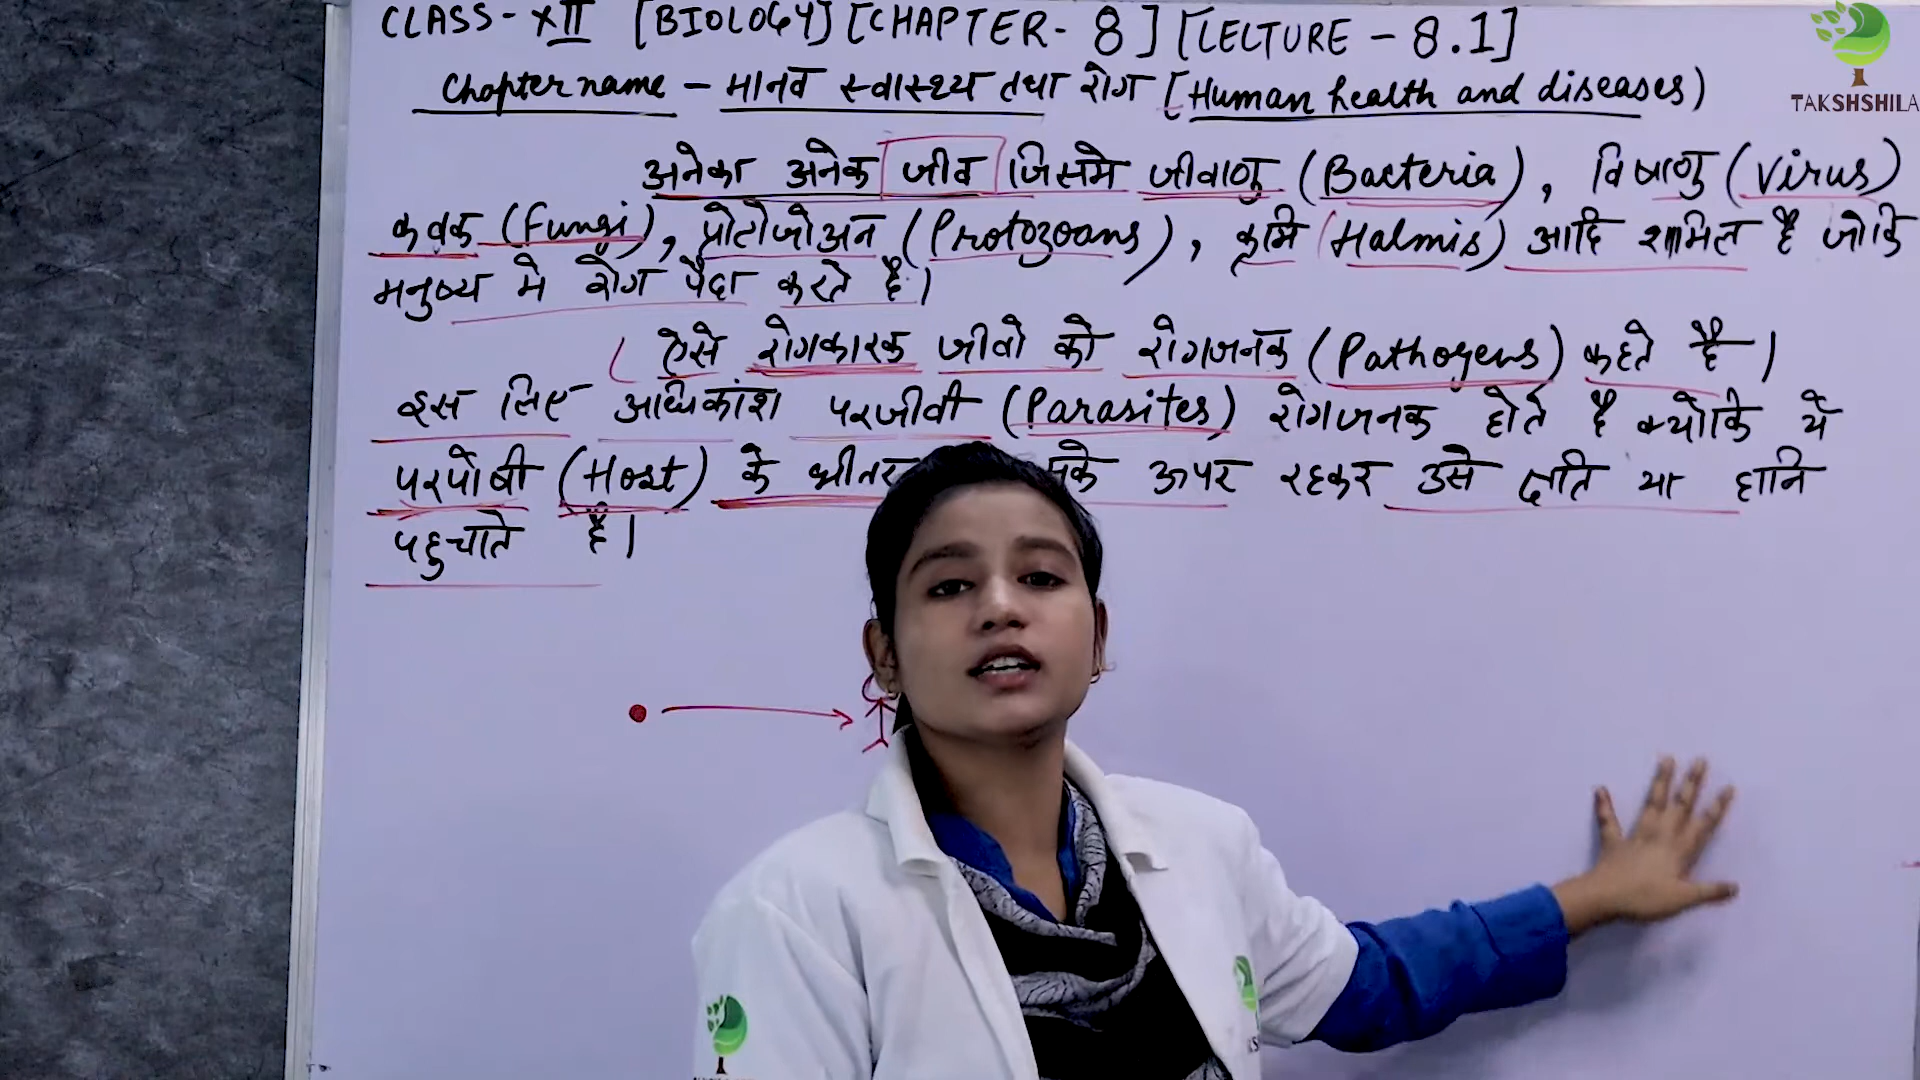 CLASS - XII [BIOLOGY] [CHAPTER - 8] [LECTURE - 8.1]
Chapter name - मानव स्वास्थ्य तथा रोग [Human health and diseases)
TAKSHSHILA
अनेका अनेक जीव जिसमे जीवाणु (Bacteria), विषाणु (Virus)
कवक (Fungi), प्रोटोजोअन (Protozoans), कृमि (Halmis) आदि शामिल है जोकि
मनुष्य मे रोग पैदा करते है।
ऐसे रोगकारक जीवो को रोगजनक (Pathogens) कहते है।
इस लिए अधिकांश परजीवी (Parasites) रोगजनक होते है क्योकि ये
परपोषी (Host) के भीतर ऊपर रहकर उसे क्षति या हानि
पहुचाते है।